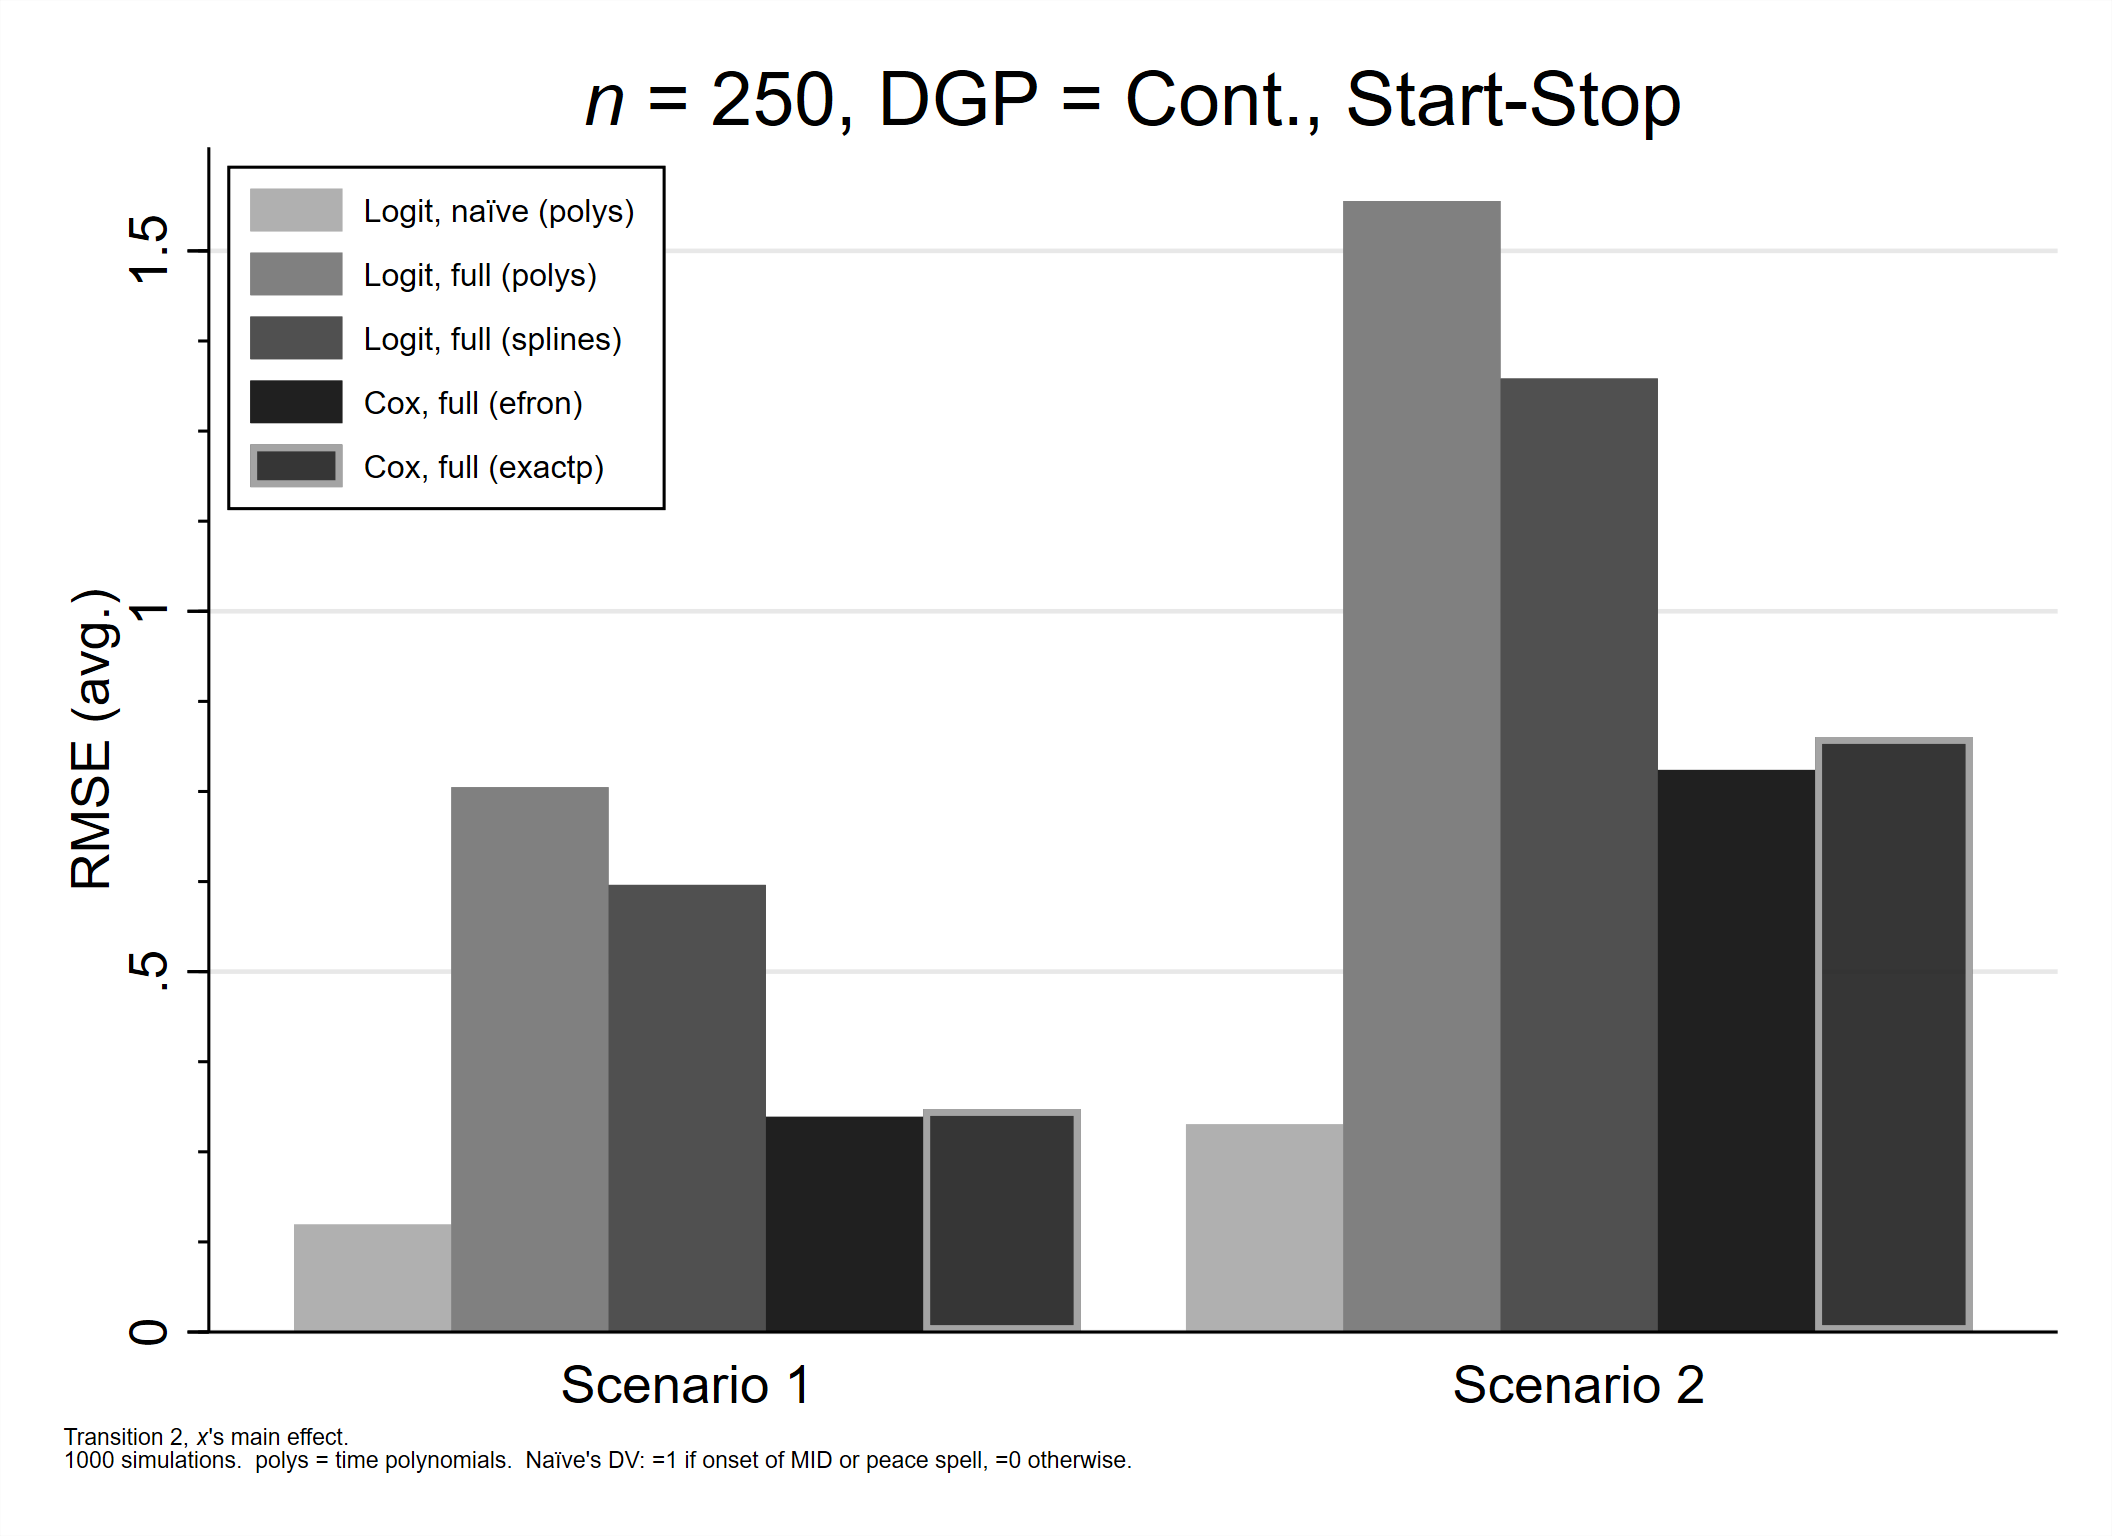 n = 250, DGP = Cont., Start-Stop
Logit, naïve (polys)
Logit, full (polys)
Logit, full (splines)
Cox, full (efron)
Cox, full (exactp)
RMSE (avg.)
1.5
1
.5
0
Scenario 1
Scenario 2
Transition 2, x's main effect.
1000 simulations.  polys = time polynomials.  Naïve's DV: =1 if onset of MID or peace spell, =0 otherwise.